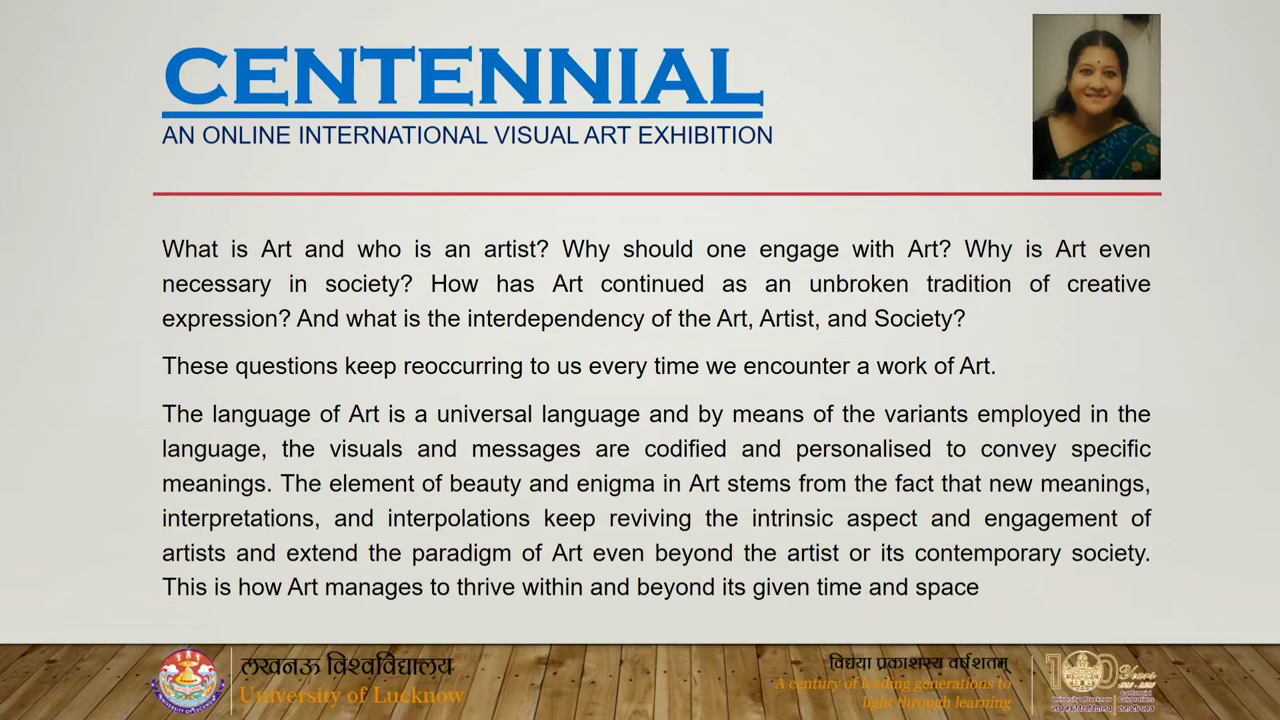 CENTENNIAL
AN ONLINE INTERNATIONAL VISUAL ART EXHIBITION
What is Art and who is an artist? Why should one engage with Art? Why is Art even
necessary in society? How has Art continued as an unbroken tradition of creative
expression? And what is the interdependency of the Art, Artist, and Society?
These questions keep reoccurring to us every time we encounter a work of Art.
The language of Art is a universal language and by means of the variants employed in the
language, the visuals and messages are codified and personalised to convey specific
meanings. The element of beauty and enigma in Art stems from the fact that new meanings,
interpretations, and interpolations keep reviving the intrinsic aspect and engagement of
artists and extend the paradigm of Art even beyond the artist or its contemporary society.
This is how Art manages to thrive within and beyond its given time and space
लखनऊ विश्वविद्यालय
University of Lucknow
विद्यया प्रकाशस्य वर्षशतम्
A century of leading generations to
light through learning
100 Years
Centennial